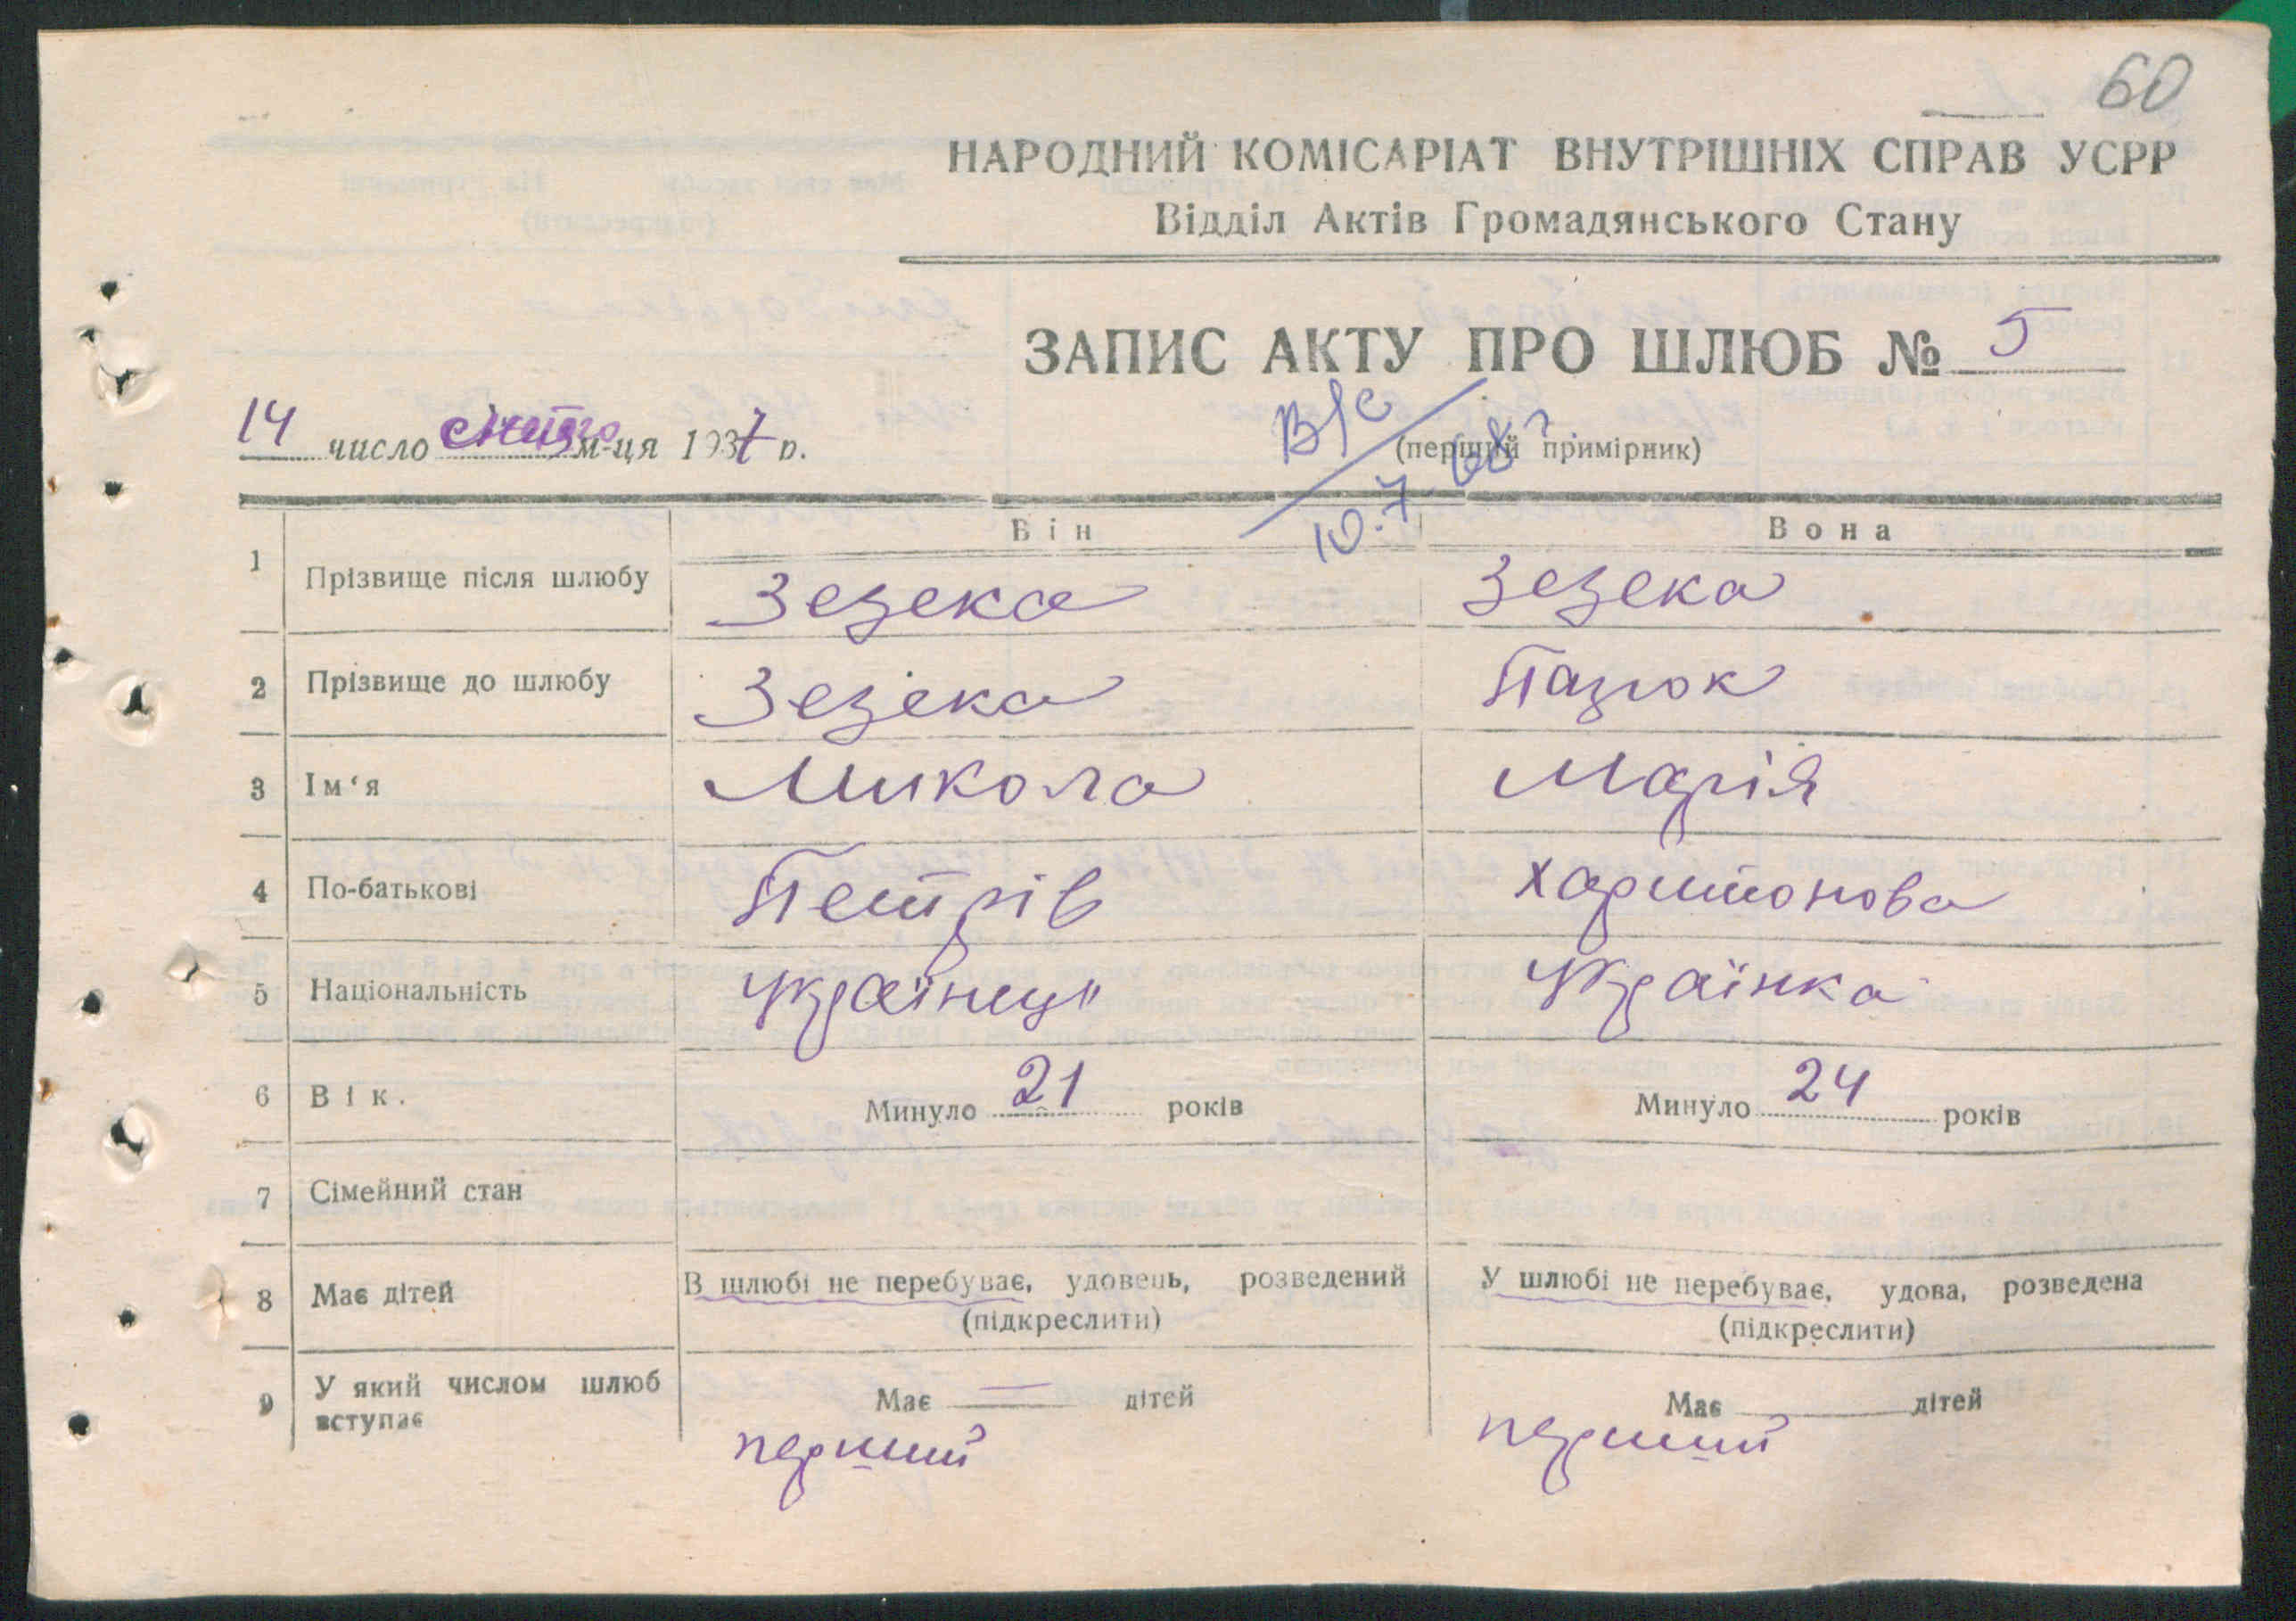 60
НАРОДНИЙ КОМІСАРІАТ ВНУТРІШНІХ СПРАВ УСРР
Відділ Актів Громадянського Стану
ЗАПИС АКТУ ПРО ШЛЮБ № 5
В/с
14 число м-ця 1937 р.
(перший примірник)
10.7.68
Він Вона
1 Прізвище після шлюбу Зезека Зезека
2 Прізвище до шлюбу Зезека Пазюк
3 Ім‘я Микола Марія
4 По-батькові Петрів Харитонова
5 Національність Українець Українка
6 Вік. Минуло 21 років Минуло 24 років
7 Сімейний стан
8 Має дітей В шлюбі не перебуває, удовець, розведений У шлюбі не перебуває, удова, розведена
(підкреслити) (підкреслити)
9 У який числом шлюб вступає Має — дітей Має дітей
перший перший